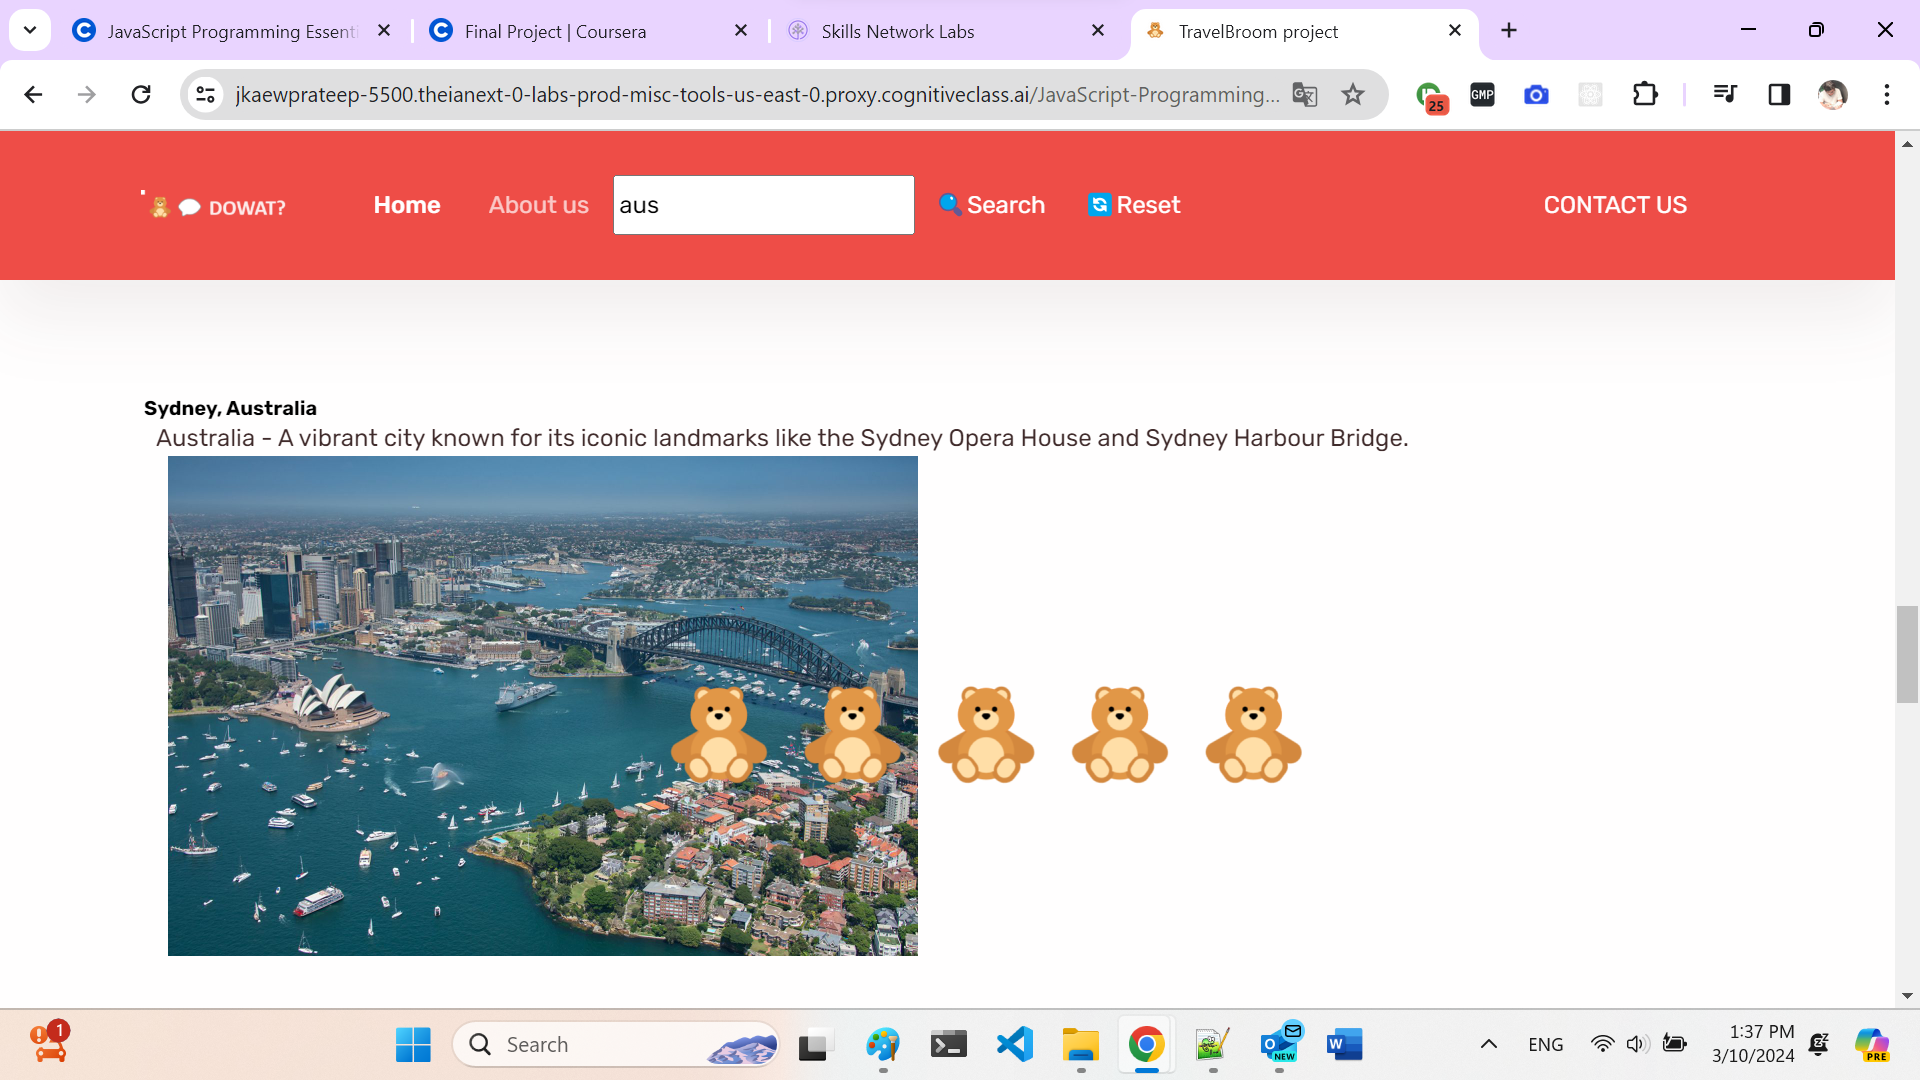 JavaScript Programming Essenti
Final Project | Coursera
Skills Network Labs
TravelBroom project
jkaewprateep-5500.theianext-0-labs-prod-misc-tools-us-east-0.proxy.cognitiveclass.ai/JavaScript-Programming...
25
GMP
DOWAT?
Home
About us
aus
Search
Reset
CONTACT US
Sydney, Australia
Australia - A vibrant city known for its iconic landmarks like the Sydney Opera House and Sydney Harbour Bridge.
1
Search
NEW
W
ENG
1:37 PM
3/10/2024
PRE